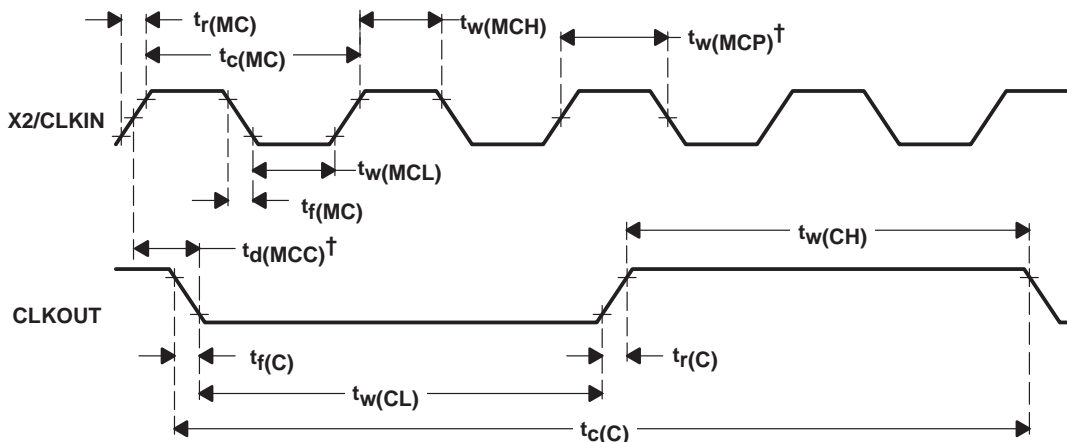 tr(MC)
tw(MCH)
tw(MCP)†
tc(MC)
X2/CLKIN
tw(MCL)
tf(MC)
td(MCC)†
tw(CH)
CLKOUT
tf(C)
tr(C)
tw(CL)
tc(C)